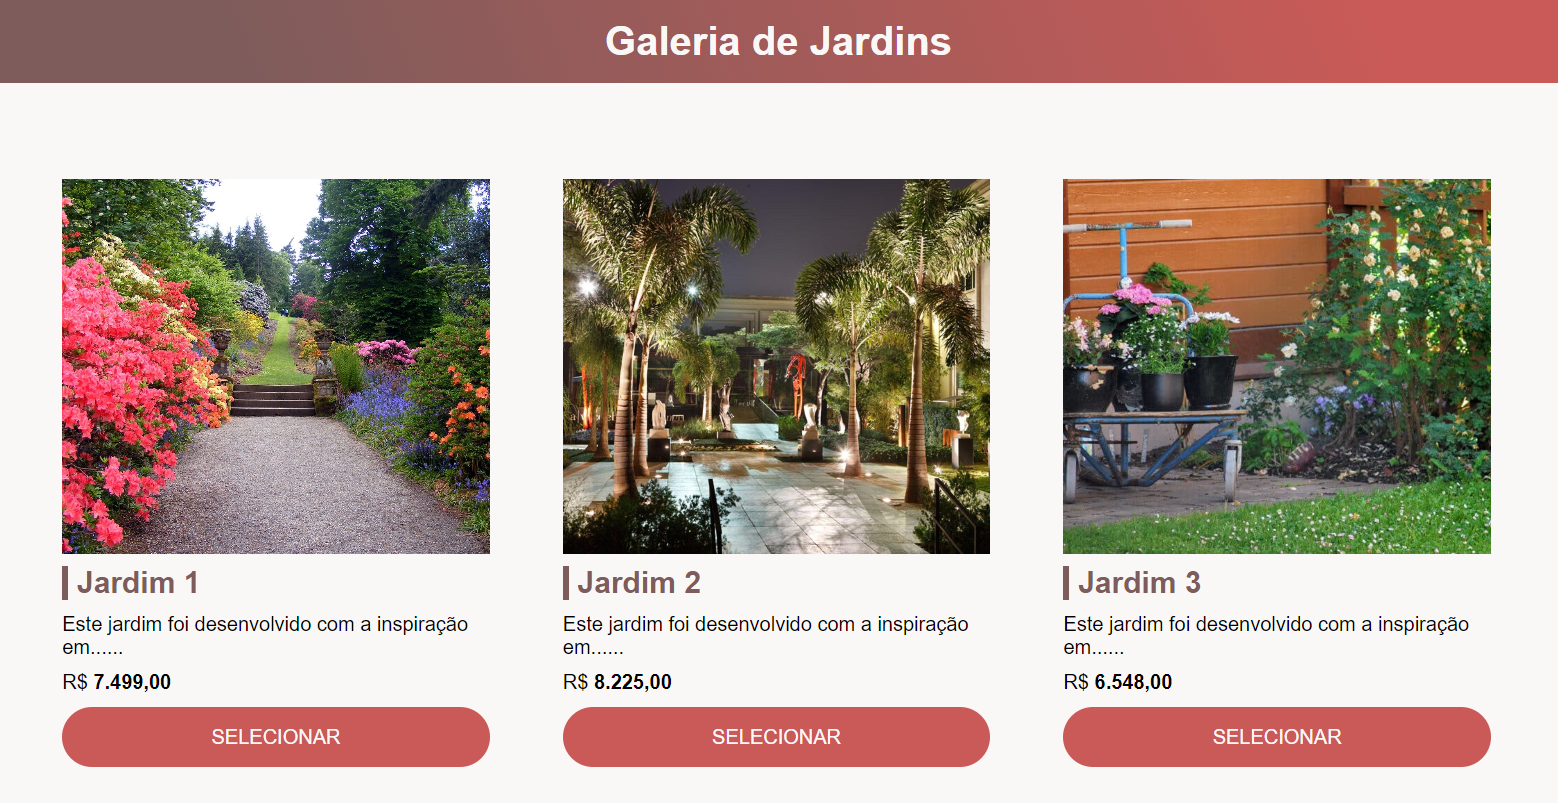 Galeria de Jardins
Jardim 1
Este jardim foi desenvolvido com a inspiração
em......
R$ 7.499,00
SELECIONAR
Jardim 2
Este jardim foi desenvolvido com a inspiração
em......
R$ 8.225,00
SELECIONAR
Jardim 3
Este jardim foi desenvolvido com a inspiração
em......
R$ 6.548,00
SELECIONAR